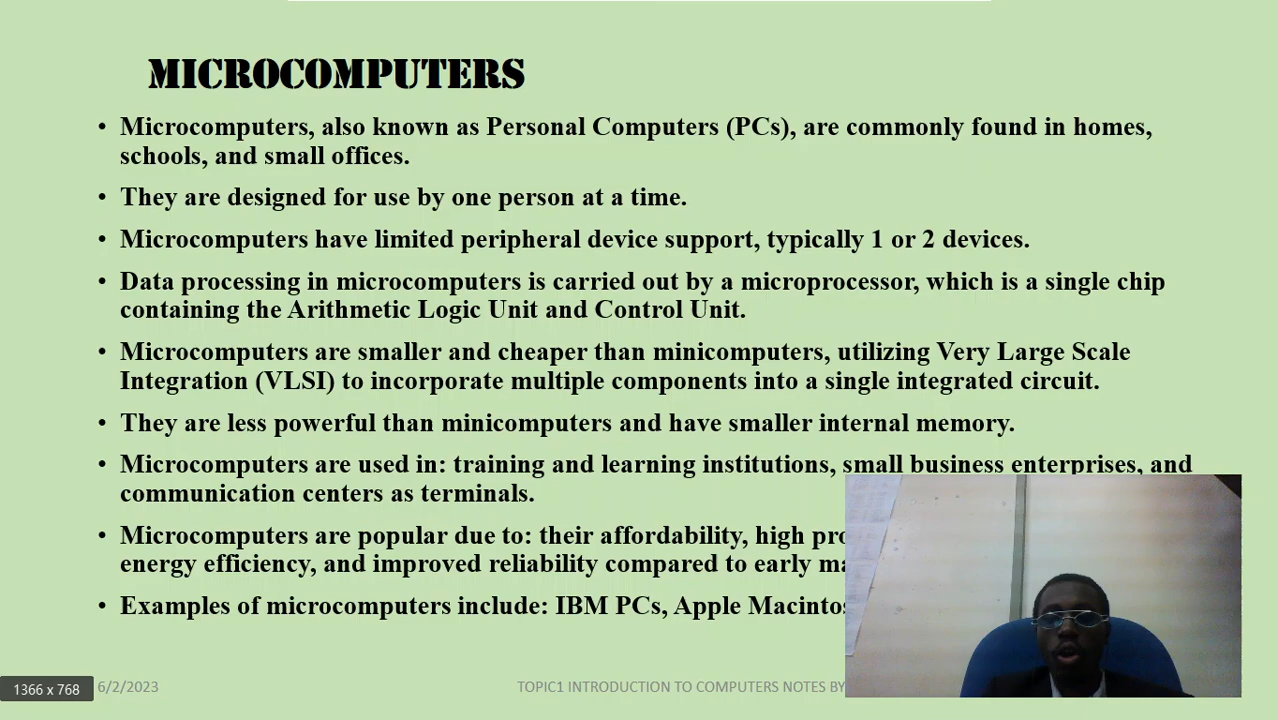 MICROCOMPUTERS
• Microcomputers, also known as Personal Computers (PCs), are commonly found in homes,
schools, and small offices.
• They are designed for use by one person at a time.
• Microcomputers have limited peripheral device support, typically 1 or 2 devices.
• Data processing in microcomputers is carried out by a microprocessor, which is a single chip
containing the Arithmetic Logic Unit and Control Unit.
• Microcomputers are smaller and cheaper than minicomputers, utilizing Very Large Scale
Integration (VLSI) to incorporate multiple components into a single integrated circuit.
• They are less powerful than minicomputers and have smaller internal memory.
• Microcomputers are used in: training and learning institutions, small business enterprises, and
communication centers as terminals.
• Microcomputers are popular due to: their affordability, high
energy efficiency, and improved reliability compared to early
• Examples of microcomputers include: IBM PCs, Apple
1366 x 768
6/2/2023
TOPIC1 INTRODUCTION TO COMPUTERS NOTES BY